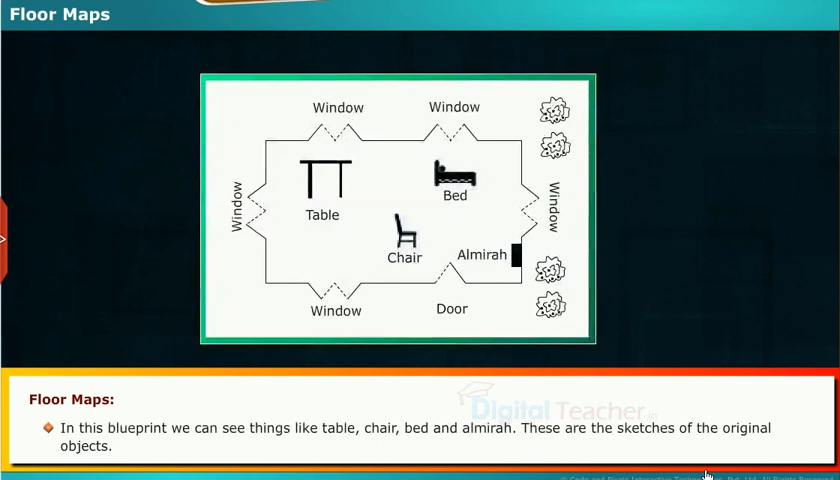 Floor Maps
Window
Window
Window
Window
Table
Bed
Chair
Almirah
Window
Door
Floor Maps:
Digital Teacher.in
In this blueprint we can see things like table, chair, bed and almirah. These are the sketches of the original
objects.